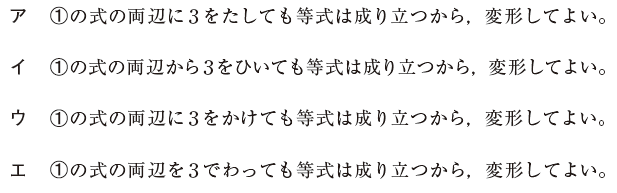 ア　①の式の両辺に3をたしても等式は成り立つから，変形してよい。
イ　①の式の両辺から3をひいても等式は成り立つから，変形してよい。
ウ　①の式の両辺に3をかけても等式は成り立つから，変形してよい。
エ　①の式の両辺を3でわっても等式は成り立つから，変形してよい。